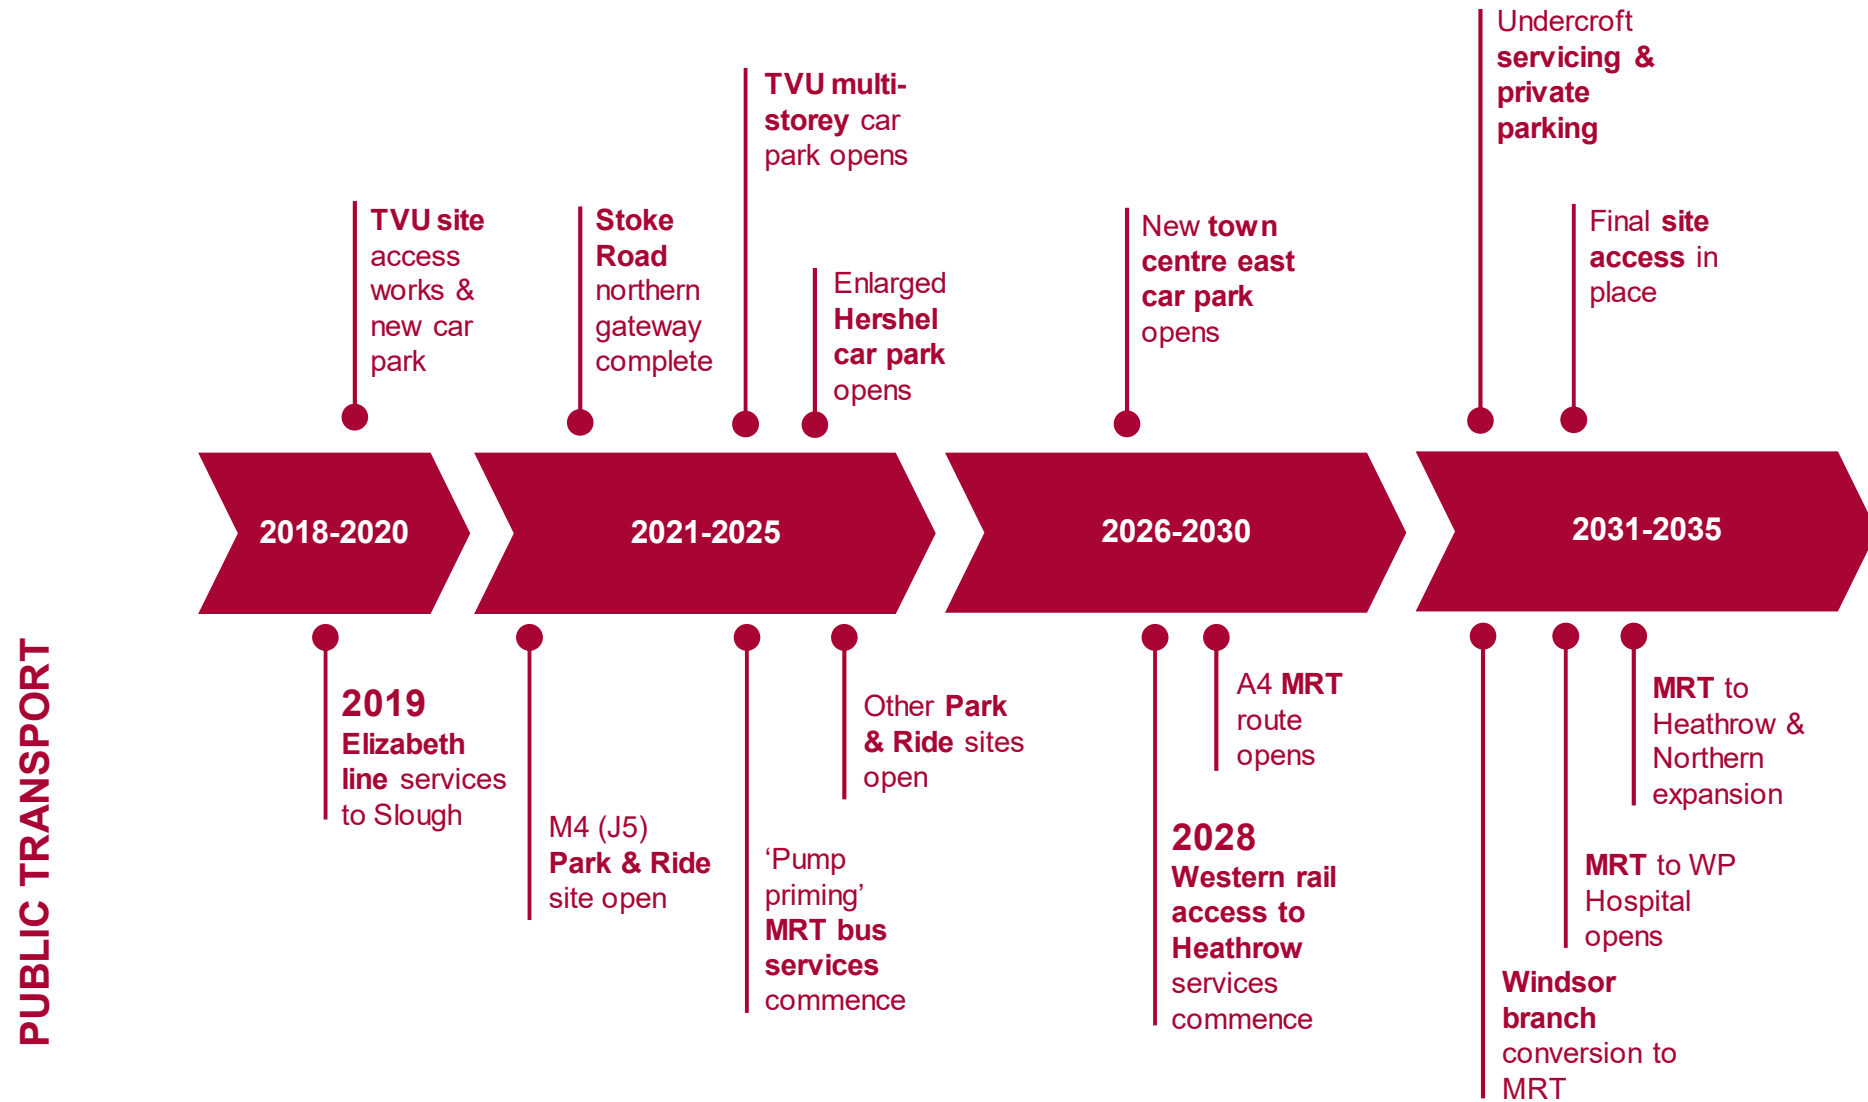 Undercroft
servicing &
private
parking
TVU multi-
storey car
park opens
TVU site
access
works &
new car
park
Stoke
Road
northern
gateway
complete
Enlarged
Hershel
car park
opens
New town
centre east
car park
opens
Final site
access in
place
2018-2020
2021-2025
2026-2030
2031-2035
PUBLIC TRANSPORT
2019
Elizabeth
line services
to Slough
M4 (J5)
Park & Ride
site open
‘Pump
priming’
MRT bus
services
commence
Other Park
& Ride sites
open
2028
Western rail
access to
Heathrow
services
commence
A4 MRT
route
opens
Windsor
branch
conversion to
MRT
MRT to WP
Hospital
opens
MRT to
Heathrow &
Northern
expansion